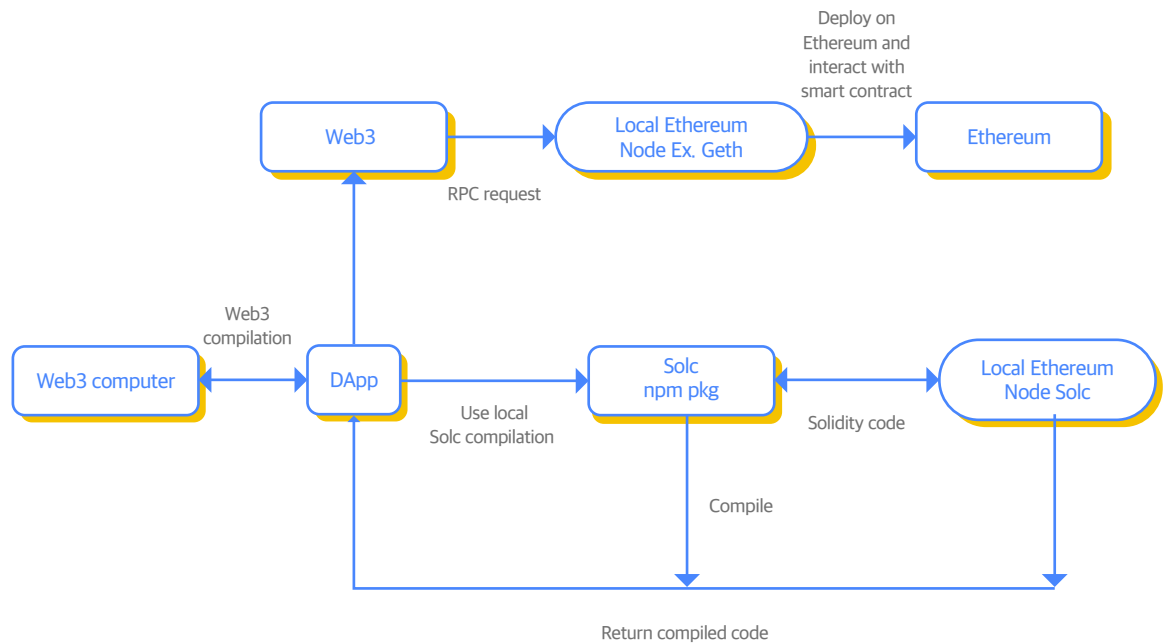 Deploy on
Ethereum and
interact with
smart contract
Web3
Local Ethereum
Node Ex. Geth
Ethereum
RPC request
Web3
compilation
Web3 computer
DApp
Solc
npm pkg
Local Ethereum
Node Solc
Use local
Solc compilation
Solidity code
Compile
Return compiled code